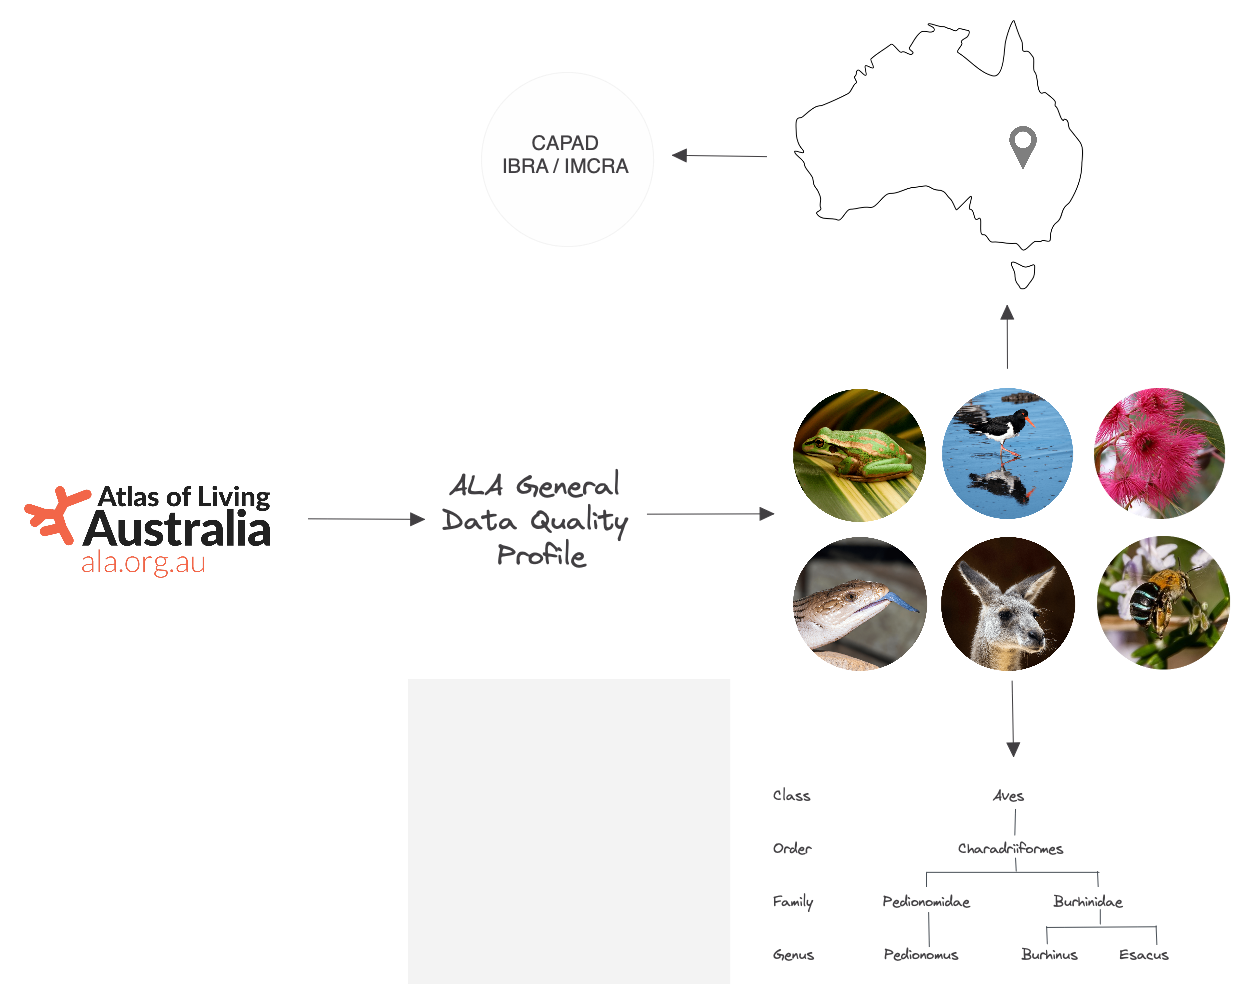 CAPAD
IBRA / IMCRA
Atlas of Living
Australia
ala.org.au
ALA General
Data Quality
Profile
Class Aves
Order Charadriiformes
Family Pedionomidae Burhinidae
Genus Pedionomus Burhinus Esacus